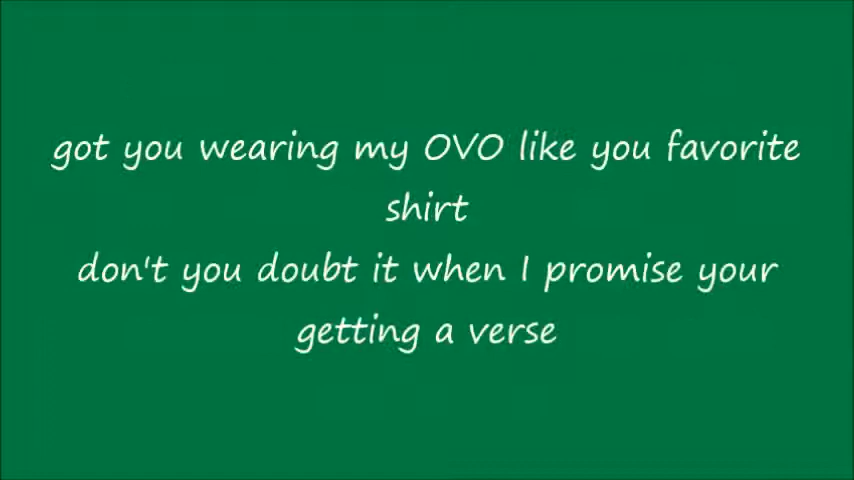 got you wearing my OVO like you favorite
shirt
don't you doubt it when I promise your
getting a verse